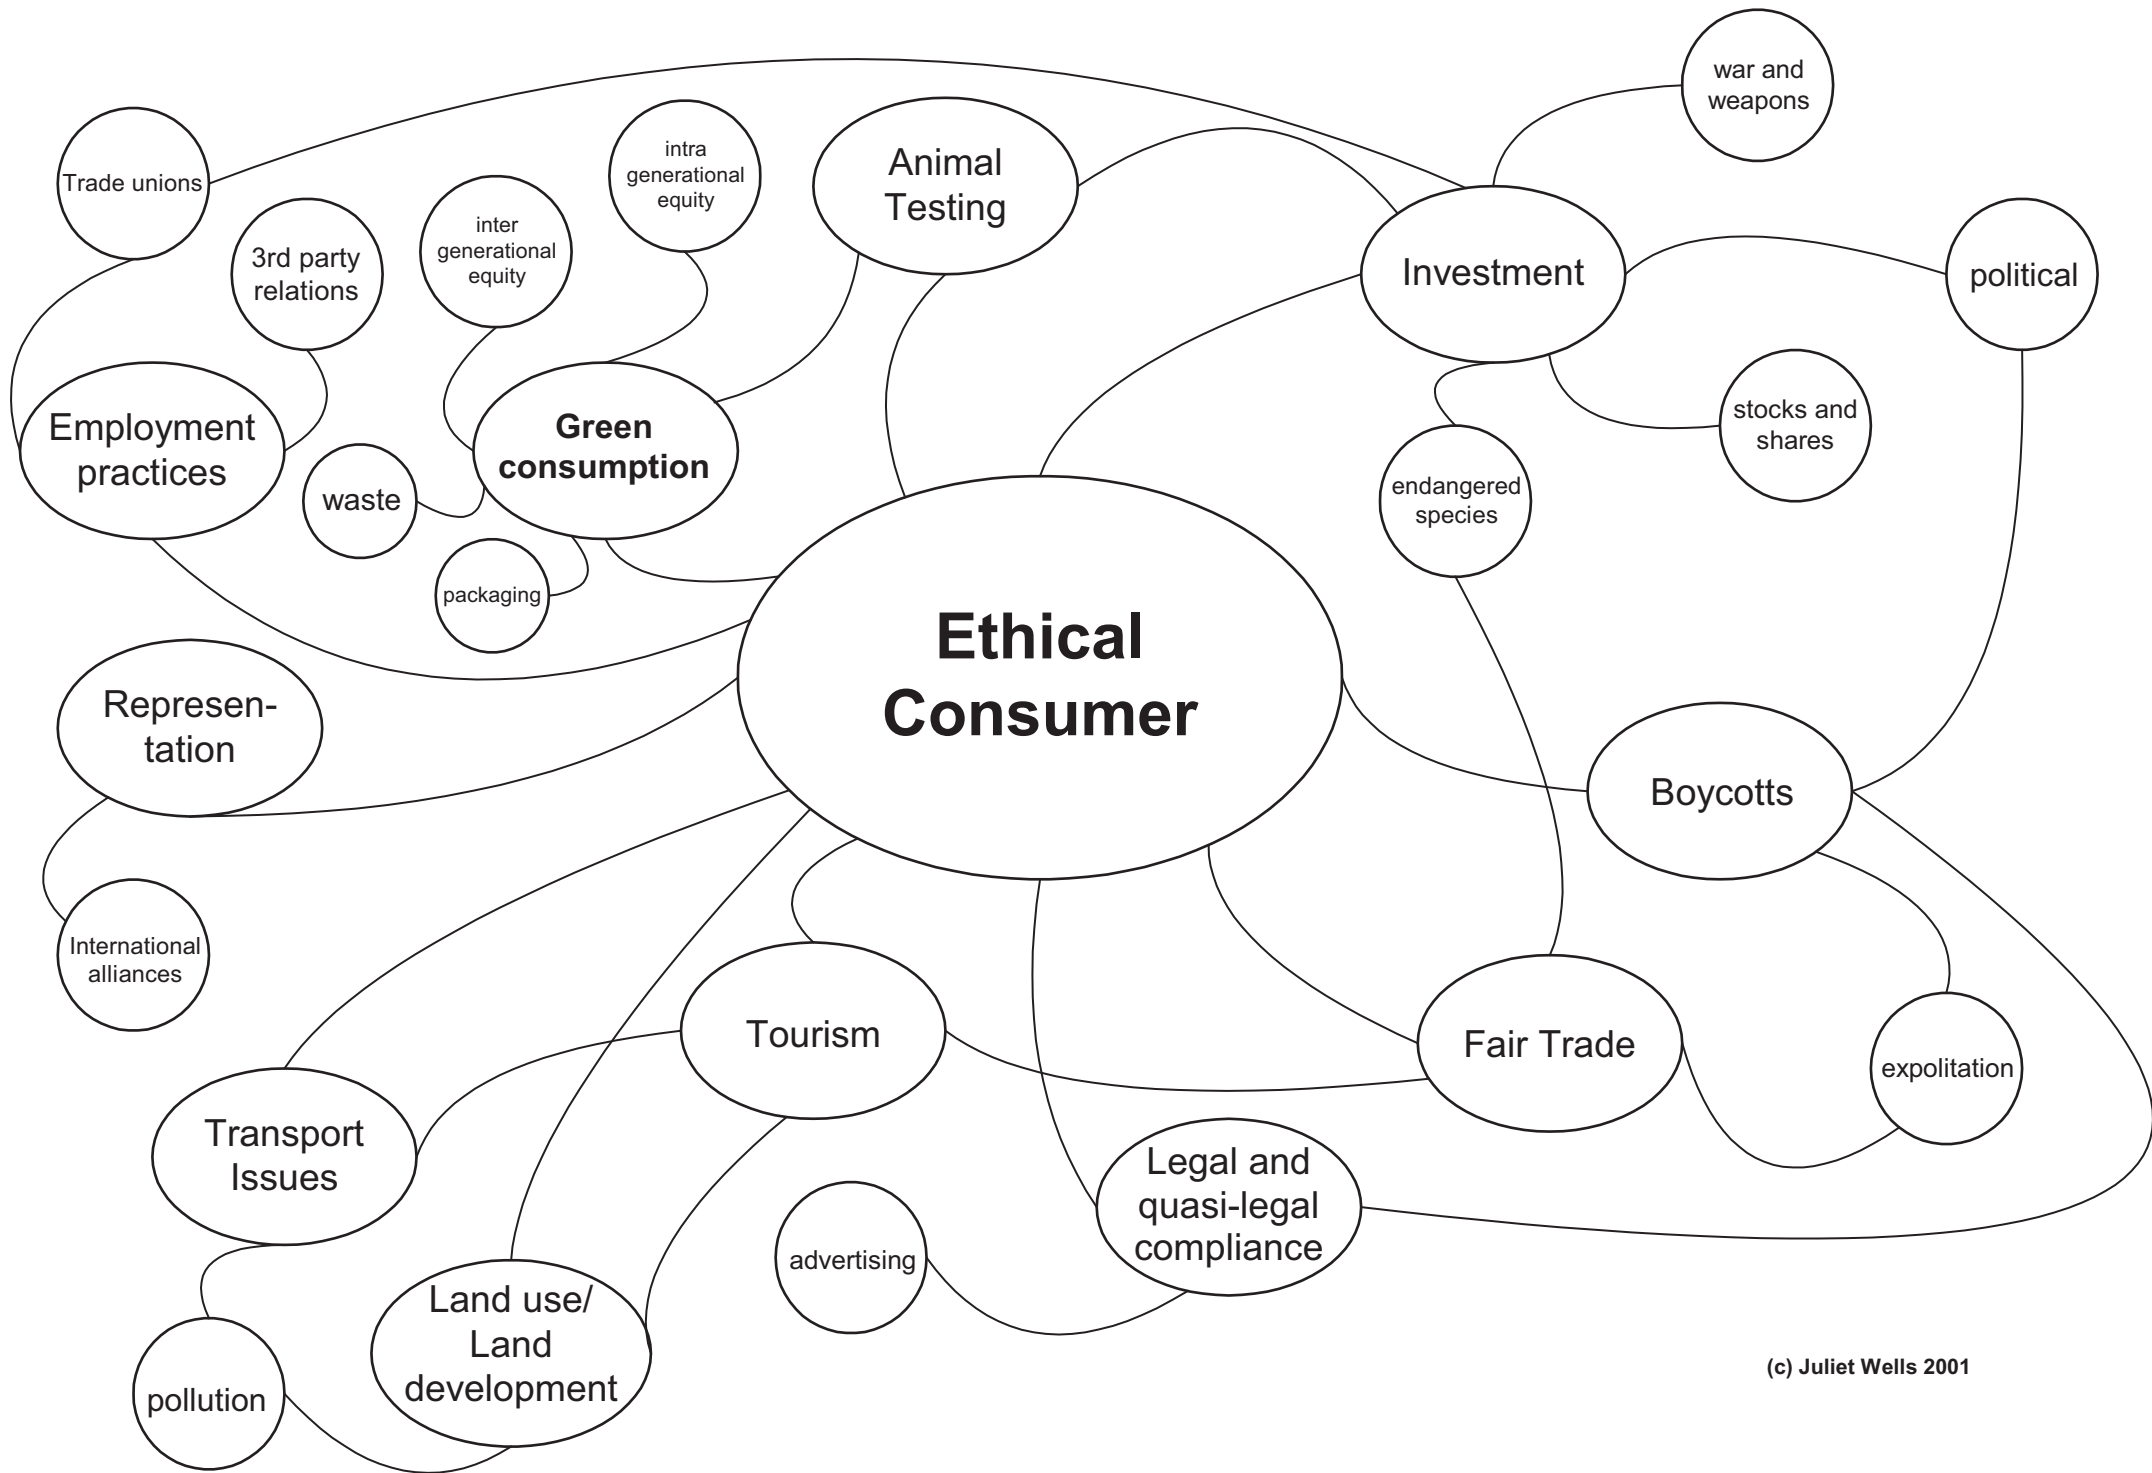 war and
weapons
Trade unions
intra
generational
equity
Animal
Testing
3rd party
relations
inter
generational
equity
Investment
political
Employment
practices
Green
consumption
waste
stocks and
shares
endangered
species
packaging
Ethical
Consumer
Represen-
tation
Boycotts
International
alliances
Tourism
Fair Trade
expolitation
Transport
Issues
Legal and
quasi-legal
compliance
advertising
Land use/
Land
development
pollution
(c) Juliet Wells 2001